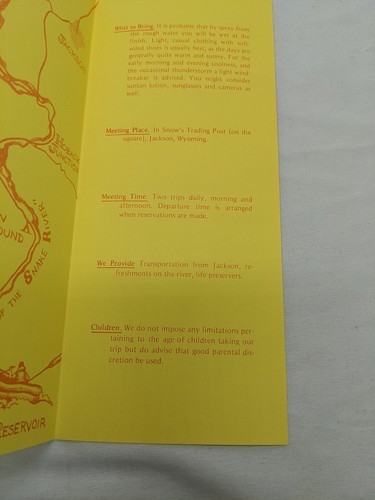 What to Bring. It is probable that by spray from
the rough water you will be wet at the
finish. Light, casual clothing with soft-
soled shoes is usually best, as the days are
generally quite warm and sunny. For the
early morning and evening coolness, and
the occasional thunderstorm a light wind-
breaker is advised. You might consider
suntan lotion, sunglasses and cameras as
well.
Meeting Place. In Snow's Trading Post (on the
square), Jackson, Wyoming.
Meeting Time. Two trips daily, morning and
afternoon. Departure time is arranged
when reservations are made.
We Provide Transportation from Jackson, re-
freshments on the river, life preservers.
Children. We do not impose any limitations per-
taining to the age of children taking our
trip but do advise that good parental dis-
cretion be used.
JUNCTION
OUND
OF THE SNAKE RIVER"
RESERVOIR